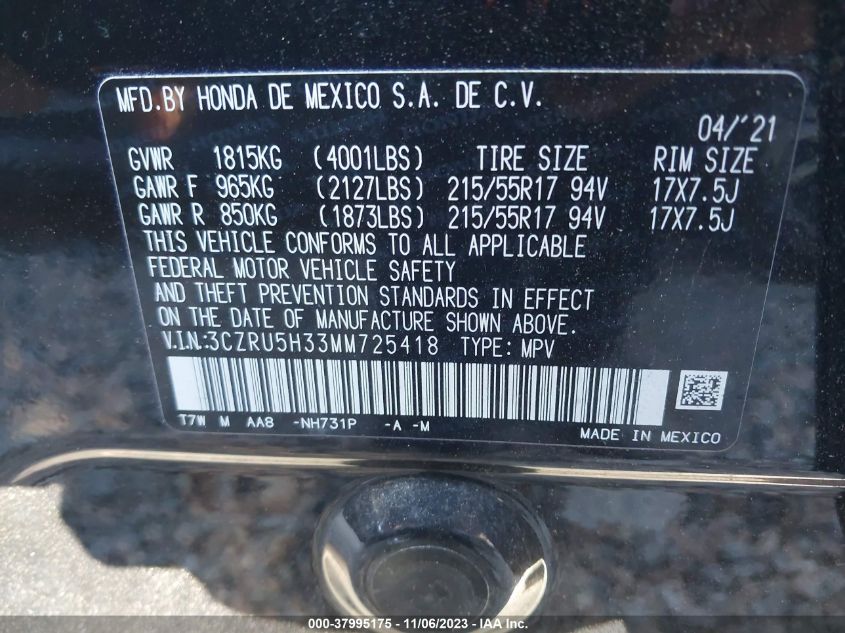 MFD.BY HONDA DE MEXICO S.A. DE C.V.
04/'21
GVWR 1815KG (4001LBS) TIRE SIZE RIM SIZE
GAWR F 965KG (2127LBS) 215/55R17 94V 17X7.5J
GAWR R 850KG (1873LBS) 215/55R17 94V 17X7.5J
THIS VEHICLE CONFORMS TO ALL APPLICABLE
FEDERAL MOTOR VEHICLE SAFETY
AND THEFT PREVENTION STANDARDS IN EFFECT
ON THE DATE OF MANUFACTURE SHOWN ABOVE.
V.I.N:3CZRU5H33MM725418 TYPE: MPV
T7W M AA8 -NH731P -A -M
MADE IN MEXICO
000-37995175 - 11/06/2023 - IAA Inc.